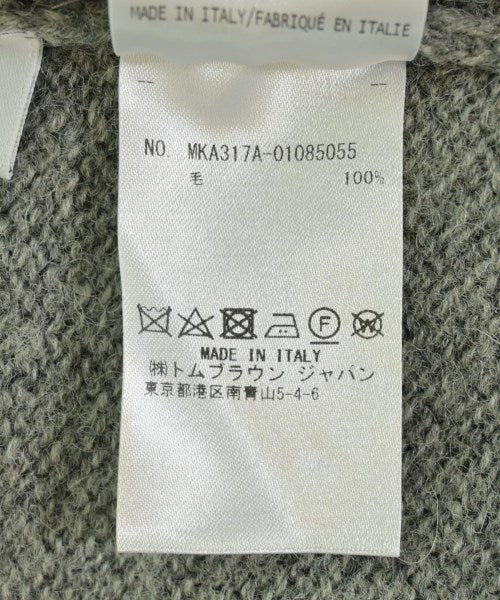 MADE IN ITALY/FABRIQUÉ EN ITALIE
NO. MKA317A-01085055
毛 100%
MADE IN ITALY
㈱トムブラウン ジャパン
東京都港区南青山5-4-6